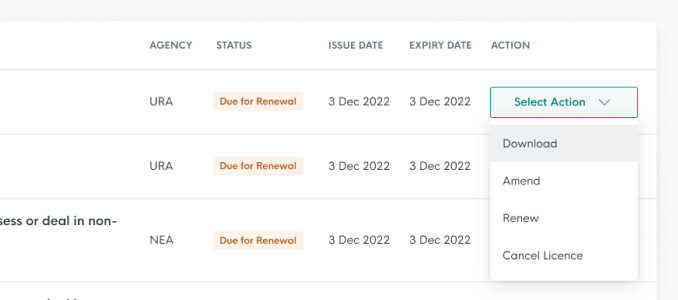 AGENCY STATUS ISSUE DATE EXPIRY DATE ACTION
URA Due for Renewal 3 Dec 2022 3 Dec 2022 Select Action
Download
URA Due for Renewal 3 Dec 2022 3 Dec 2022
Amend
Renew
sess or deal in non-
NEA Due for Renewal 3 Dec 2022 3 Dec 2022
Cancel Licence